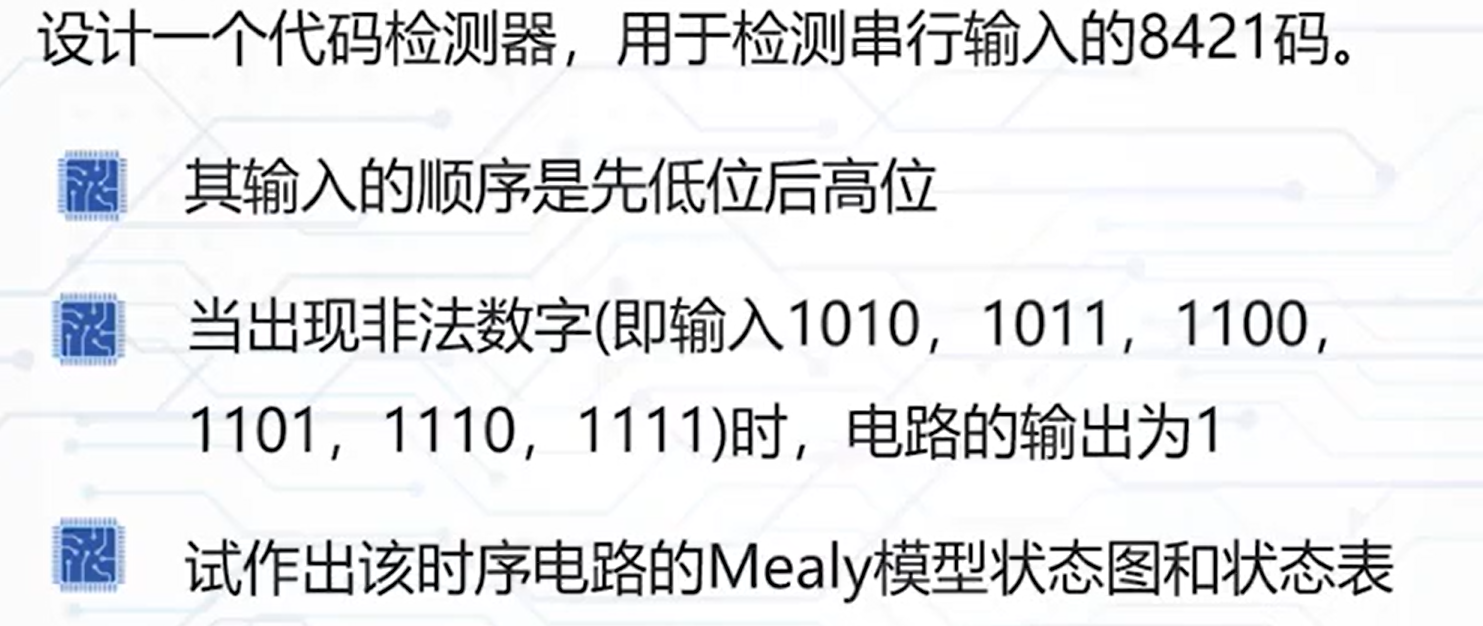 设计一个代码检测器，用于检测串行输入的8421码。
其输入的顺序是先低位后高位
当出现非法数字(即输入1010，1011，1100，
1101，1110，1111)时，电路的输出为1
试作出该时序电路的Mealy模型状态图和状态表